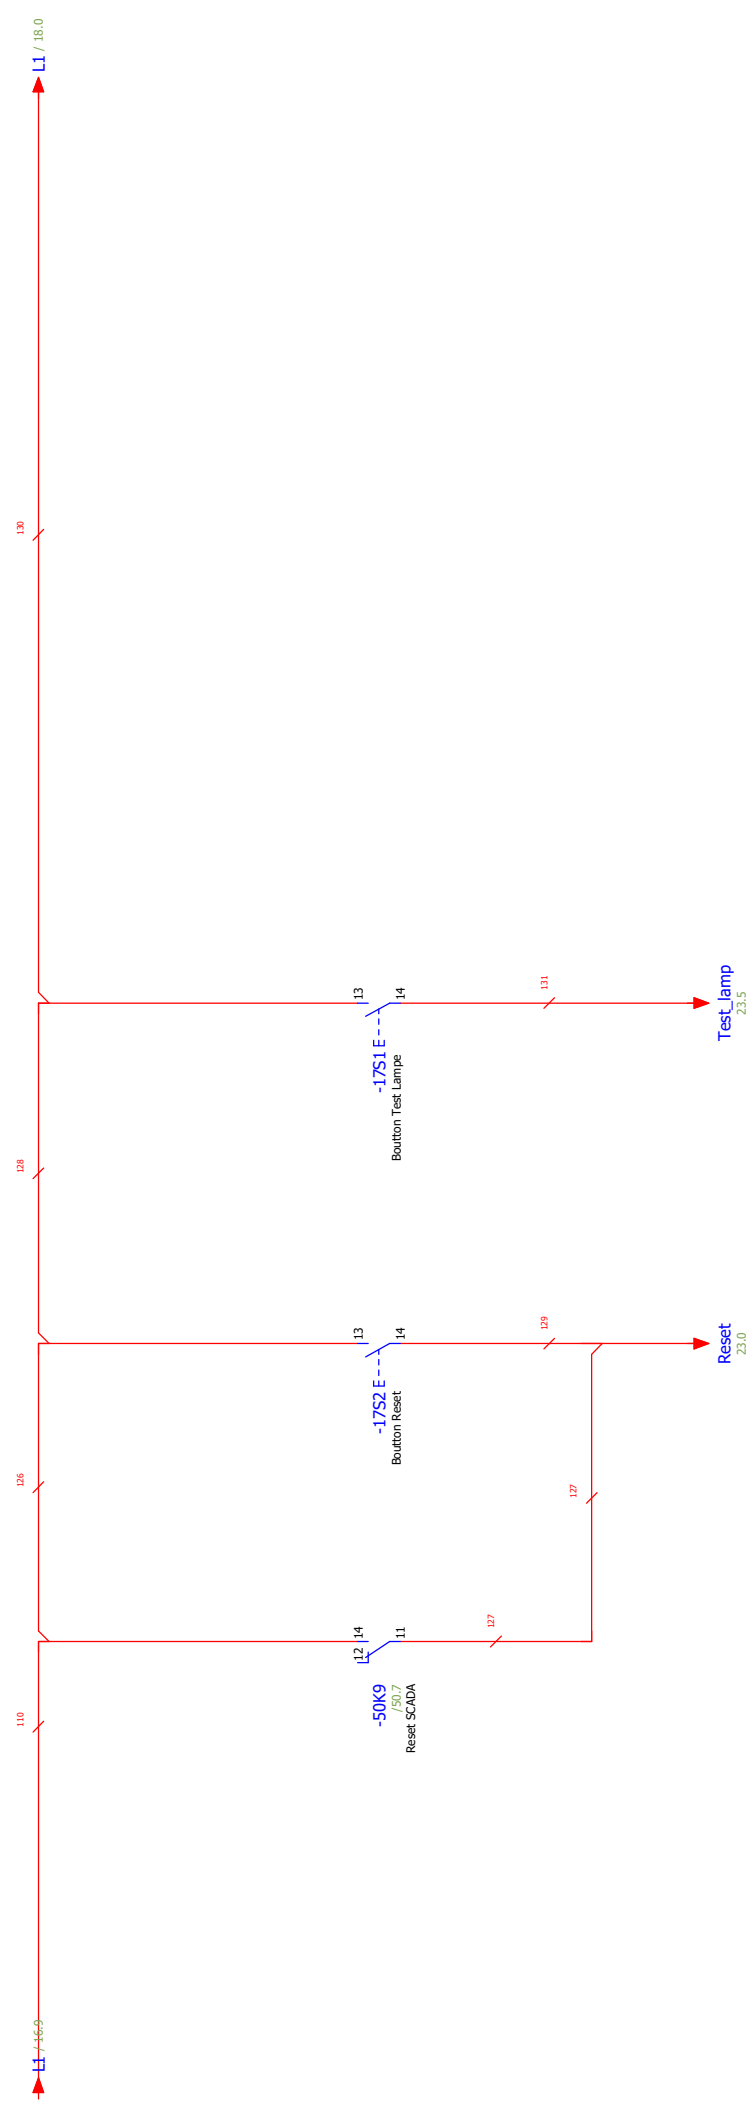 L1 / 16.9
110
-50K9
/50.7
Reset SCADA
12
14
11
127
127
126
-17S2
Boutton Reset
13
14
129
Reset
23.0
128
-17S1
Boutton Test Lampe
13
14
131
Test_lamp
23.5
130
L1 / 18.0